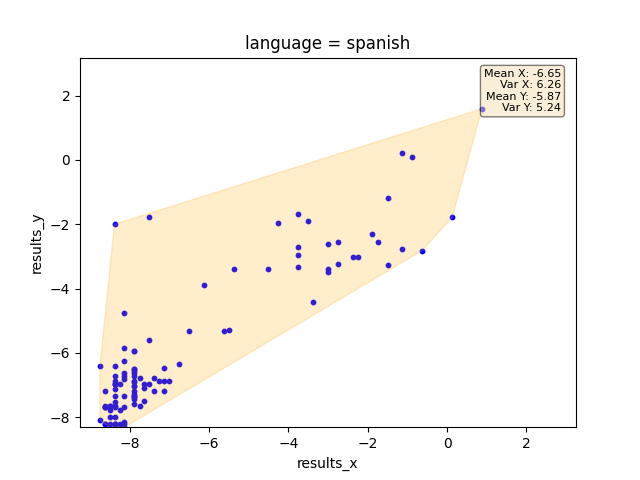 language = spanish
Mean X: -6.65
Var X: 6.26
Mean Y: -5.87
Var Y: 5.24
results_y
2
0
−2
−4
−6
−8
−8 −6 −4 −2 0 2
results_x